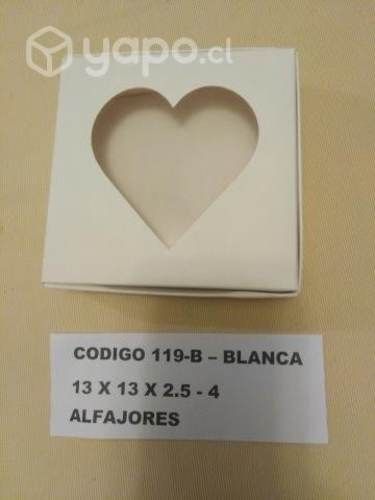 yapo.cl
CODIGO 119-B – BLANCA
13 X 13 X 2.5 - 4
ALFAJORES